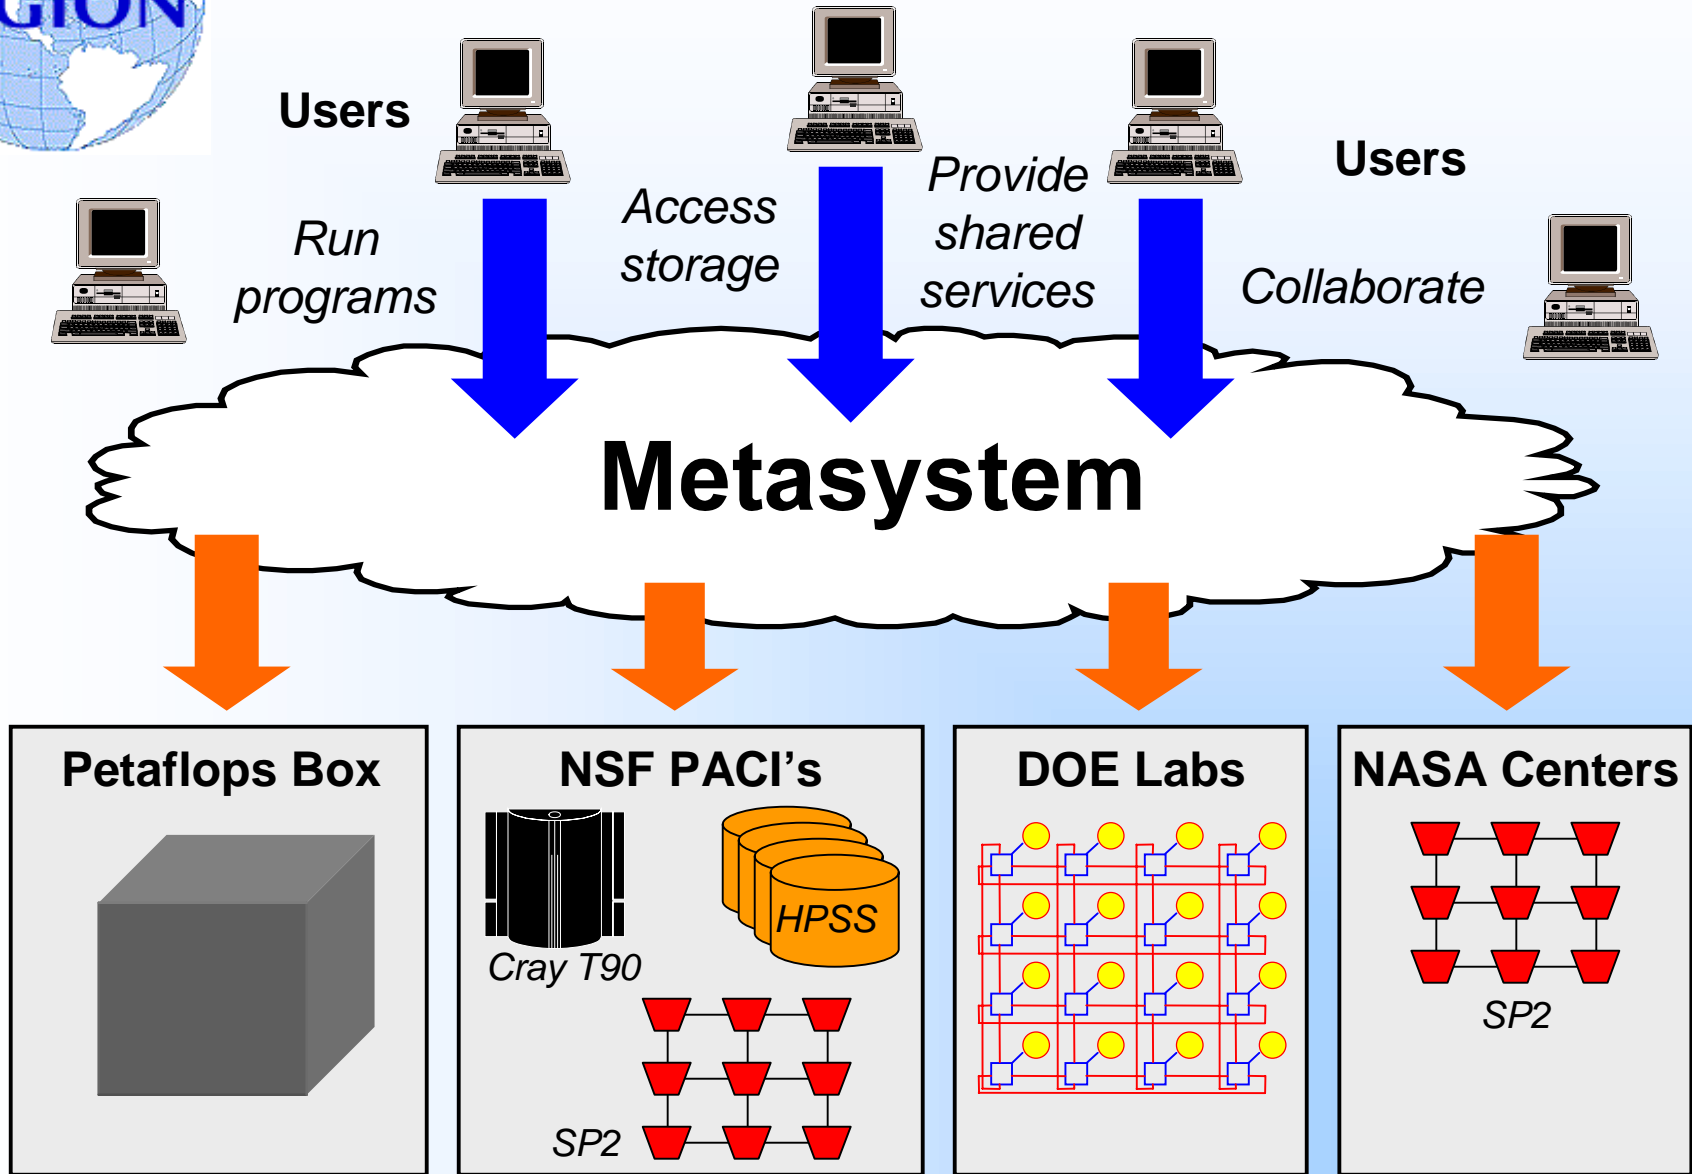 GION
Users
Users
Run
programs
Access
storage
Provide
shared
services
Collaborate
Metasystem
Petaflops Box
NSF PACI's
DOE Labs
NASA Centers
HPSS
Cray T90
SP2
SP2